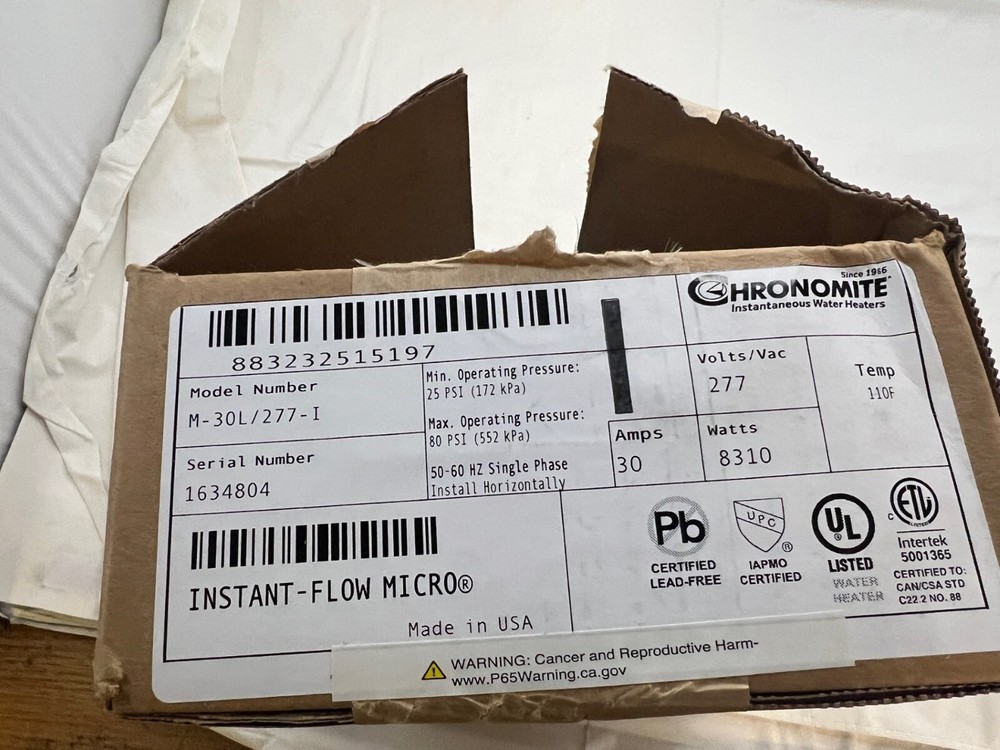 Since 1966
CHRONOMITE
Instantaneous Water Heaters
883232515197
Model Number
M-30L/277-I
Serial Number
1634804
Min. Operating Pressure:
25 PSI (172 kPa)
Max. Operating Pressure:
80 PSI (552 kPa)
50-60 HZ Single Phase
Install Horizontally
Volts/Vac
277
Temp
110F
Amps
30
Watts
8310
INSTANT-FLOW MICRO®
Made in USA
Pb
CERTIFIED
LEAD-FREE
UPC
®
IAPMO
CERTIFIED
UL
®
LISTED
WATER
HEATER
C
ETL
LISTED
Intertek
5001365
CERTIFIED TO:
CAN/CSA STD
C22.2 NO. 88
WARNING: Cancer and Reproductive Harm-
www.P65Warning.ca.gov